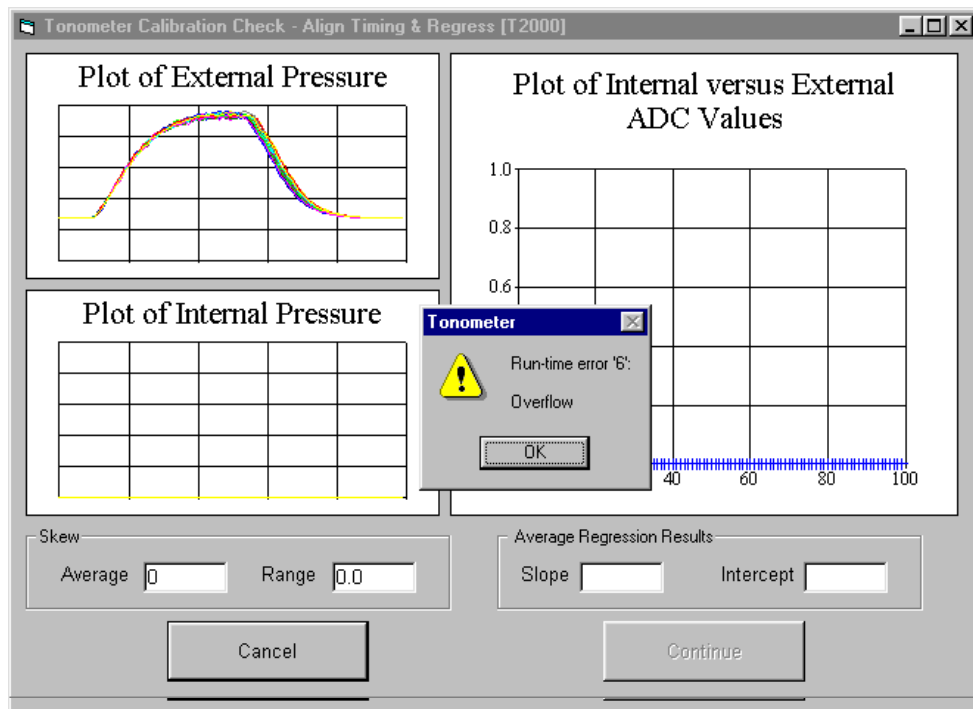 Tonometer Calibration Check - Align Timing & Regress [T2000]
Plot of External Pressure
Plot of Internal Pressure
Plot of Internal versus External
ADC Values
1.0
0.8
0.6
40 60 80 100
Tonometer
Run-time error '6':
Overflow
OK
Skew
Average 0 Range 0.0
Average Regression Results
Slope Intercept
Cancel
Continue